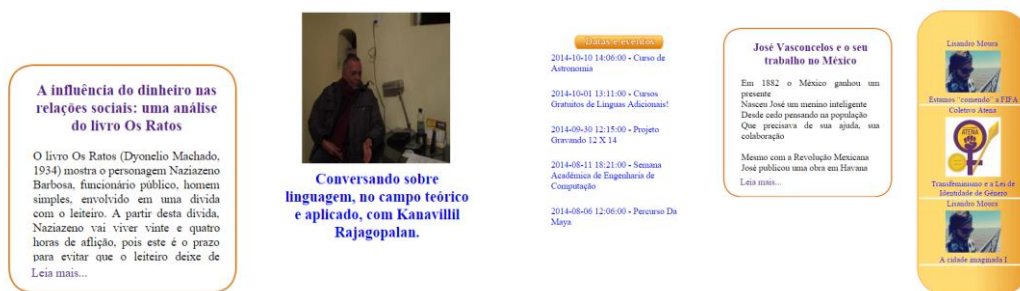 A influência do dinheiro nas
relações sociais: uma análise
do livro Os Ratos
O livro Os Ratos (Dyonelio Machado,
1934) mostra o personagem Naziazeno
Barbosa, funcionário público, homem
simples, envolvido em uma dívida
com o leiteiro. A partir desta dívida,
Naziazeno vai viver vinte e quatro
horas de aflição, pois este é o prazo
para evitar que o leiteiro deixe de
Leia mais...
Conversando sobre
linguagem, no campo teórico
e aplicado, com Kanavillil
Rajagopalan.
Datas e eventos
2014-10-10 14:06:00 - Curso de
Astronomia
2014-10-01 13:11:00 - Cursos
Gratuitos de Línguas Adicionais!
2014-09-30 12:15:00 - Projeto
Gravando 12 X 14
2014-08-11 18:21:00 - Semana
Acadêmica de Engenharia de
Computação
2014-08-06 12:06:00 - Percurso Da
Maya
José Vasconcelos e o seu
trabalho no México
Em 1882 o México ganhou um
presente
Nasceu José um menino inteligente
Desde cedo pensando na população
Que precisava de sua ajuda, sua
colaboração
Mesmo com a Revolução Mexicana
José publicou uma obra em Havana
Leia mais...
Lisandro Moura
Estamos "comendo" a FIFA
Coletivo Atena
ATENA
Transfeminismo e a Lei de
Identidade de Gênero
Lisandro Moura
A cidade imaginada I